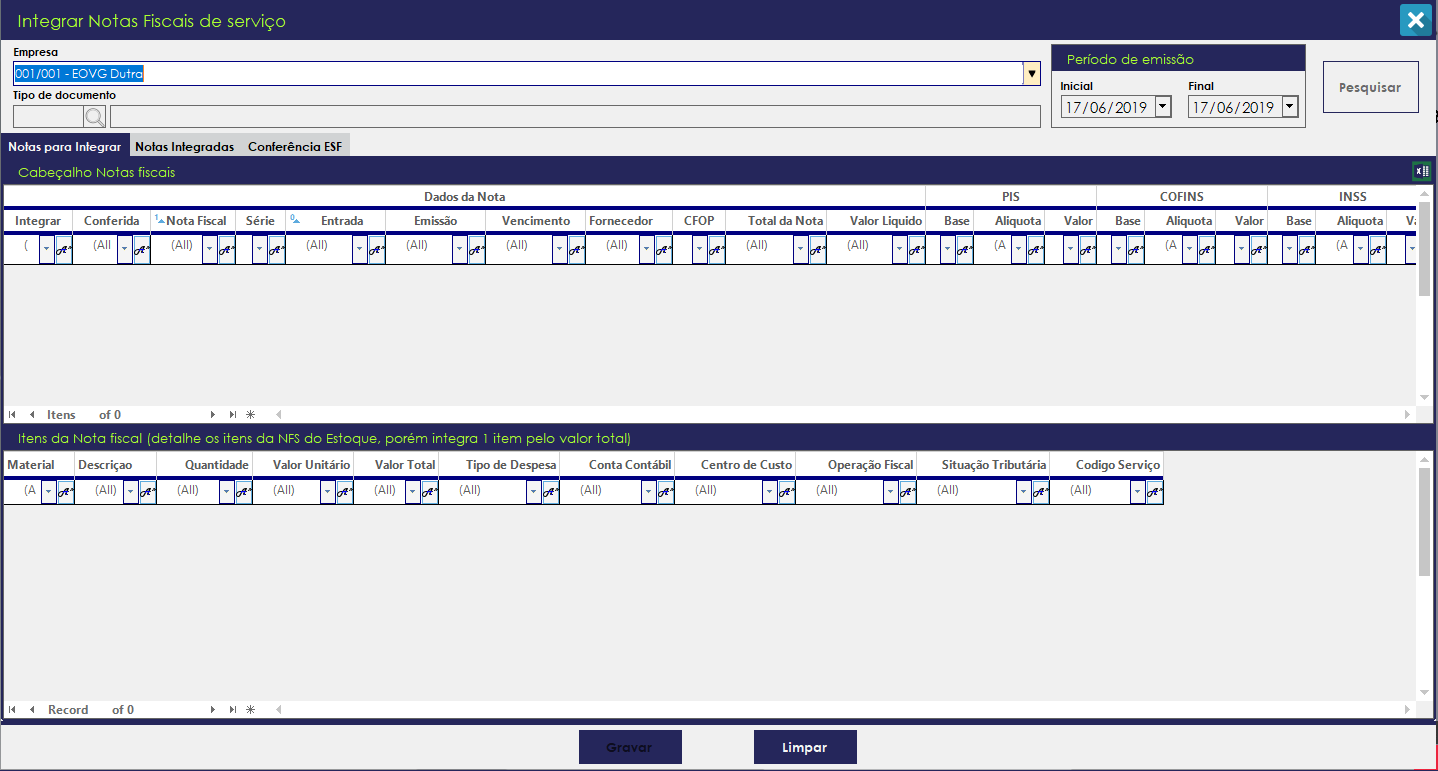 Integrar Notas Fiscais de serviço
Empresa
001/001 - EOVG Dutra
Tipo de documento
Período de emissão
Inicial Final
17/06/2019 17/06/2019
Pesquisar
Notas para Integrar Notas Integradas Conferência ESF
Cabeçalho Notas fiscais
Dados da Nota PIS COFINS INSS
Integrar Conferida 1 Nota Fiscal Série 0 Entrada Emissão Vencimento Fornecedor CFOP Total da Nota Valor Liquido Base Aliquota Valor Base Aliquota Valor Base Aliquota Va
( (All (All) (All) (All) (All) (All) (All) (All) (A (A (A
Itens of 0
Itens da Nota fiscal (detalhe os itens da NFS do Estoque, porém integra 1 item pelo valor total)
Material Descriçao Quantidade Valor Unitário Valor Total Tipo de Despesa Conta Contábil Centro de Custo Operação Fiscal Situação Tributária Codigo Serviço
(A (All) (All) (All) (All) (All) (All) (All) (All) (All) (All)
Record of 0
Gravar Limpar